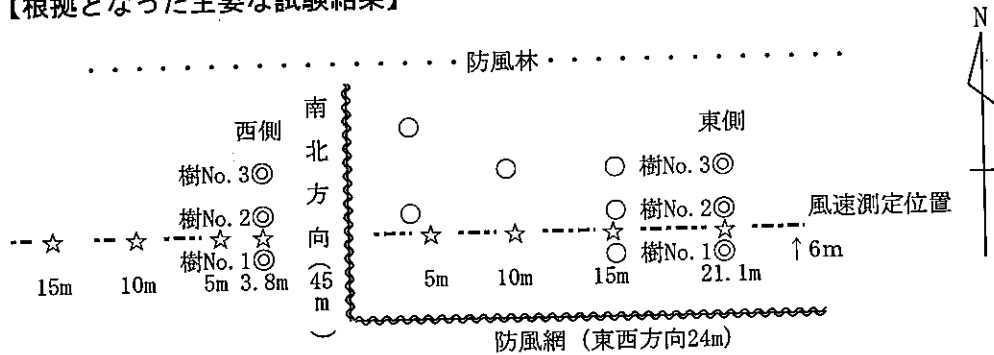 【根拠となった主要な試験結果】
N
防風林
西側
南北方向（45m）
東側
樹No.3◎
樹No.2◎
樹No.1◎
○ 樹No.3◎
○ 樹No.2◎
○ 樹No.1◎
風速測定位置
↑6m
15m 10m 5m 3.8m
5m 10m 15m 21.1m
防風網（東西方向24m）